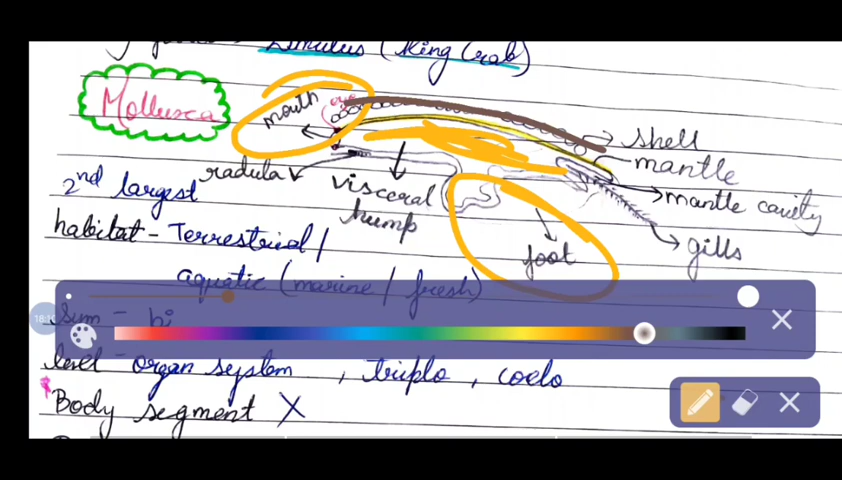 Limulus (King Crab)
Mollusca
mouth
eye
shell
mantle
mantle cavity
gills
foot
visceral
hump
radula
2nd largest
habitat - Terrestrial /
aquatic (marine / fresh)
Sym - bi
level - organ system , triplo , coelo
Body segment X